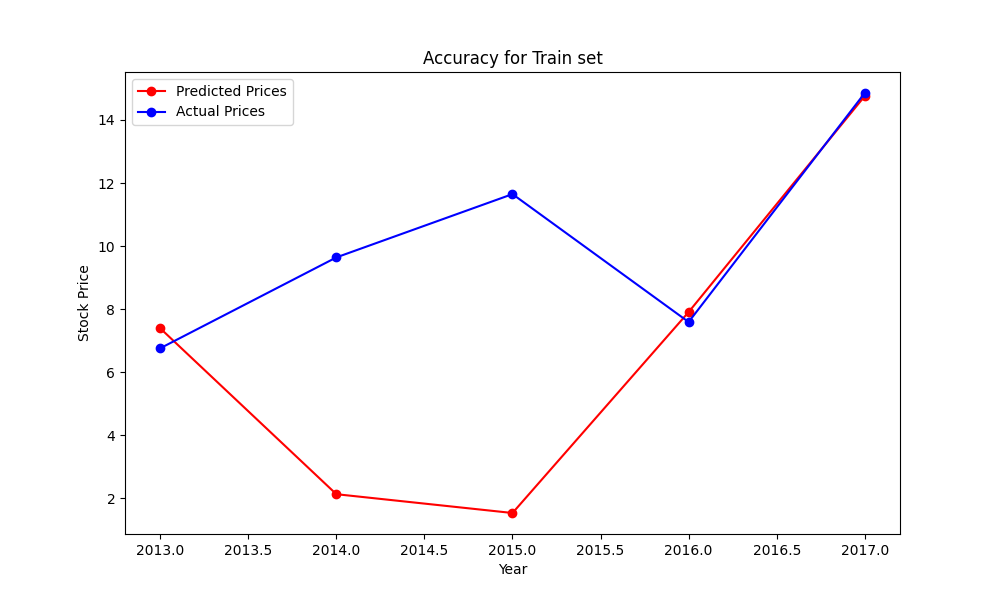 Accuracy for Train set
Predicted Prices
Actual Prices
Stock Price
14
12
10
8
6
4
2
2013.0 2013.5 2014.0 2014.5 2015.0 2015.5 2016.0 2016.5 2017.0
Year